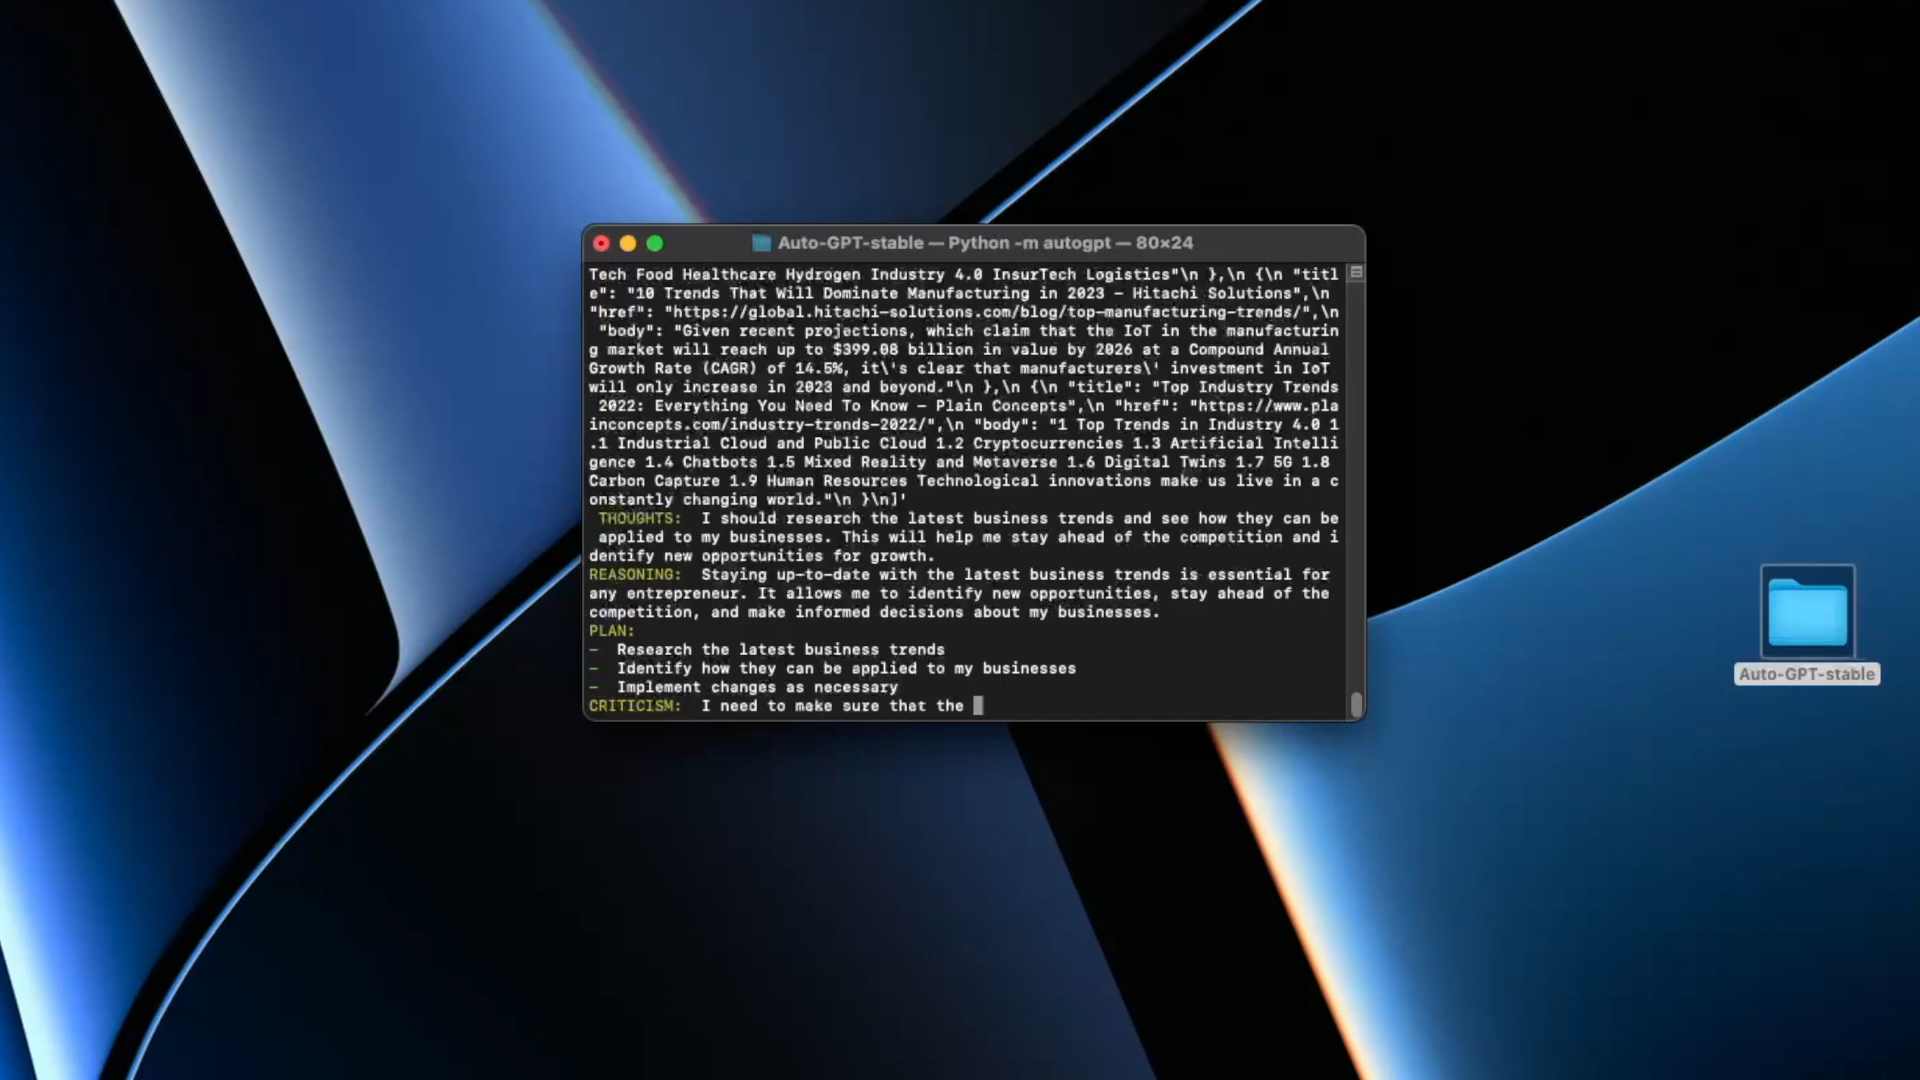 Auto-GPT-stable — Python -m autogpt — 80×24
Tech Food Healthcare Hydrogen Industry 4.0 InsurTech Logistics"\n },\n {\n "titl
e": "10 Trends That Will Dominate Manufacturing in 2023 - Hitachi Solutions",\n
"href": "https://global.hitachi-solutions.com/blog/top-manufacturing-trends/",\n
"body": "Given recent projections, which claim that the IoT in the manufacturin
g market will reach up to $399.08 billion in value by 2026 at a Compound Annual
Growth Rate (CAGR) of 14.5%, it\'s clear that manufacturers\' investment in IoT
will only increase in 2023 and beyond."\n },\n {\n "title": "Top Industry Trends
2022: Everything You Need To Know - Plain Concepts",\n "href": "https://www.pla
inconcepts.com/industry-trends-2022/",\n "body": "1 Top Trends in Industry 4.0 1
.1 Industrial Cloud and Public Cloud 1.2 Cryptocurrencies 1.3 Artificial Intelli
gence 1.4 Chatbots 1.5 Mixed Reality and Metaverse 1.6 Digital Twins 1.7 5G 1.8
Carbon Capture 1.9 Human Resources Technological innovations make us live in a c
onstantly changing world."\n }\n]'
THOUGHTS: I should research the latest business trends and see how they can be
applied to my businesses. This will help me stay ahead of the competition and i
dentify new opportunities for growth.
REASONING: Staying up-to-date with the latest business trends is essential for
any entrepreneur. It allows me to identify new opportunities, stay ahead of the
competition, and make informed decisions about my businesses.
PLAN:
- Research the latest business trends
- Identify how they can be applied to my businesses
- Implement changes as necessary
CRITICISM: I need to make sure that the
Auto-GPT-stable